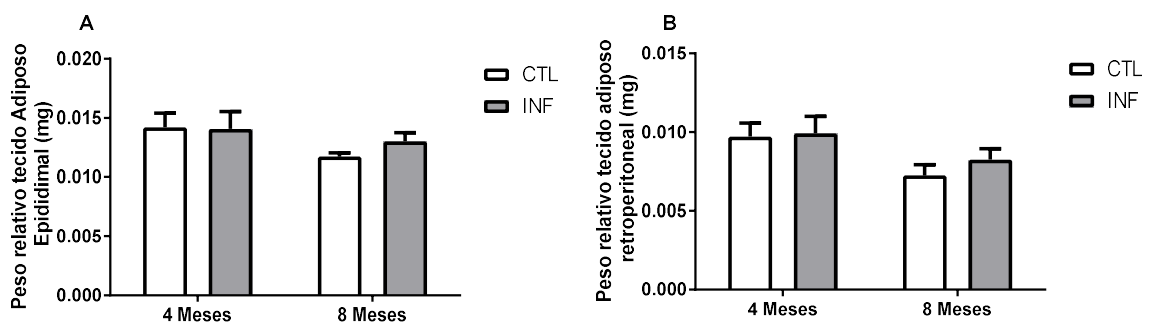 A
Peso relativo tecido Adiposo
Epididimal (mg)
0.020
0.015
0.010
0.005
0.000
4 Meses
8 Meses
CTL
INF
B
Peso relativo tecido adiposo
retroperitoneal (mg)
0.015
0.010
0.005
0.000
4 Meses
8 Meses
CTL
INF